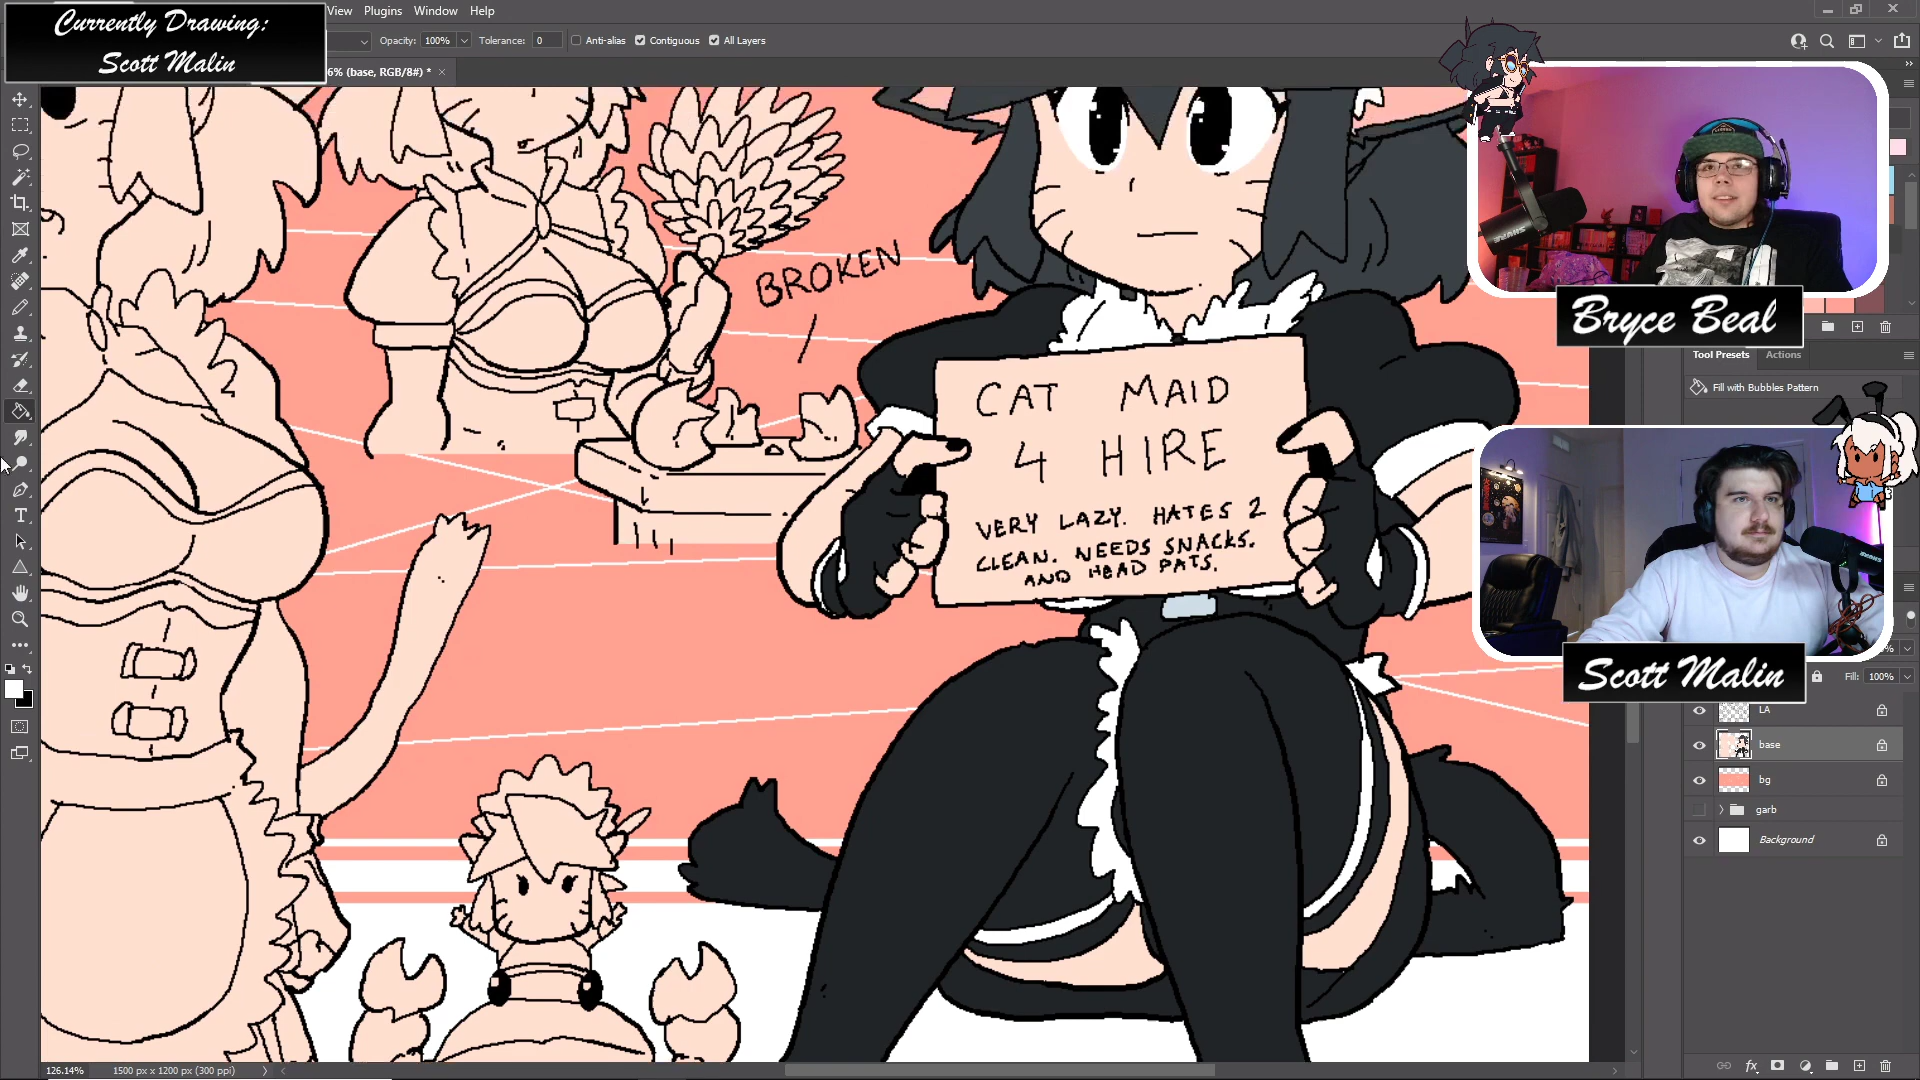 Currently Drawing:
Scott Malin
View Plugins Window Help
Opacity: 100% Tolerance: 0 Anti-alias Contiguous All Layers
6% (base, RGB/8#) *
BROKEN
CAT MAID
4 HIRE
VERY LAZY. HATES 2
CLEAN. NEEDS SNACKS.
AND HEAD PATS.
Bryce Beal
Tool Presets Actions
Fill with Bubbles Pattern
Scott Malin
Fill: 100%
LA
base
bg
garb
Background
126.14% 1500 px x 1200 px (300 ppi)